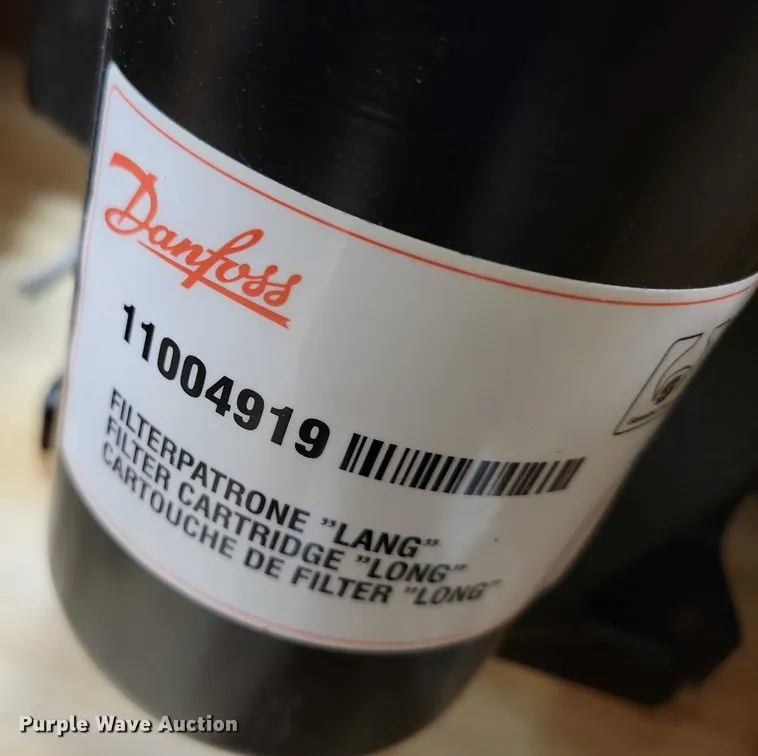 Danfoss
11004919
FILTERPATRONE "LANG"
FILTER CARTRIDGE "LONG"
CARTOUCHE DE FILTER "LONG"
Purple Wave Auction